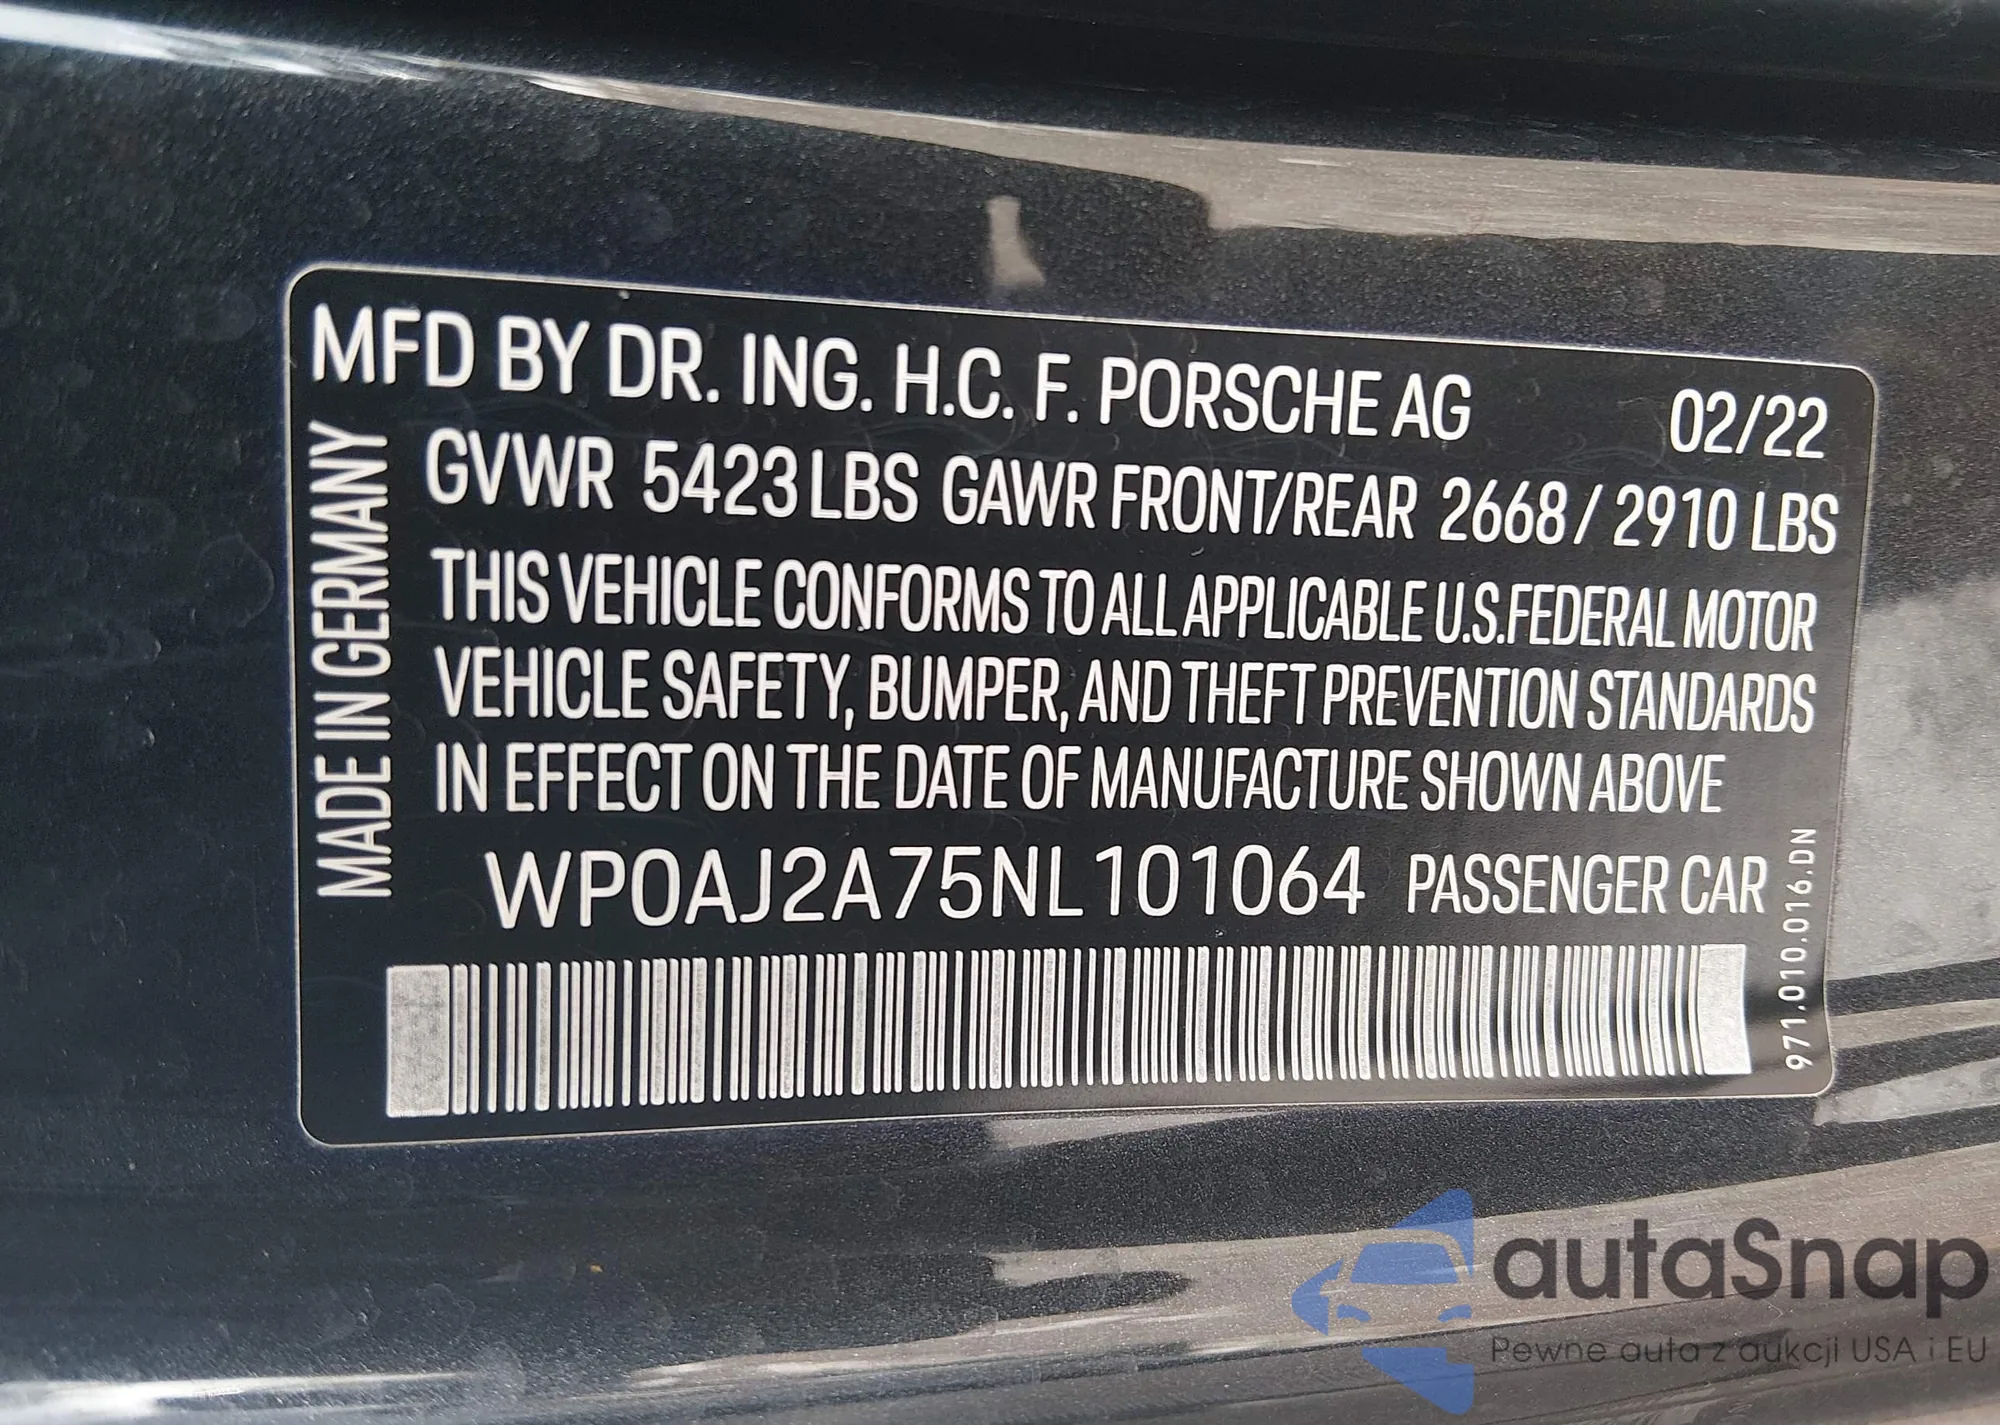 MFD BY DR. ING. H.C. F. PORSCHE AG 02/22
MADE IN GERMANY
GVWR 5423 LBS GAWR FRONT/REAR 2668 / 2910 LBS
THIS VEHICLE CONFORMS TO ALL APPLICABLE U.S.FEDERAL MOTOR
VEHICLE SAFETY, BUMPER, AND THEFT PREVENTION STANDARDS
IN EFFECT ON THE DATE OF MANUFACTURE SHOWN ABOVE
WP0AJ2A75NL101064 PASSENGER CAR
971.010.016.DN
autaSnap
Pewne auta z aukcji USA i EU